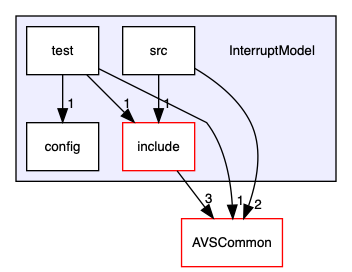 test
src
InterruptModel
1
1
1
config
include
3
1
2
AVSCommon